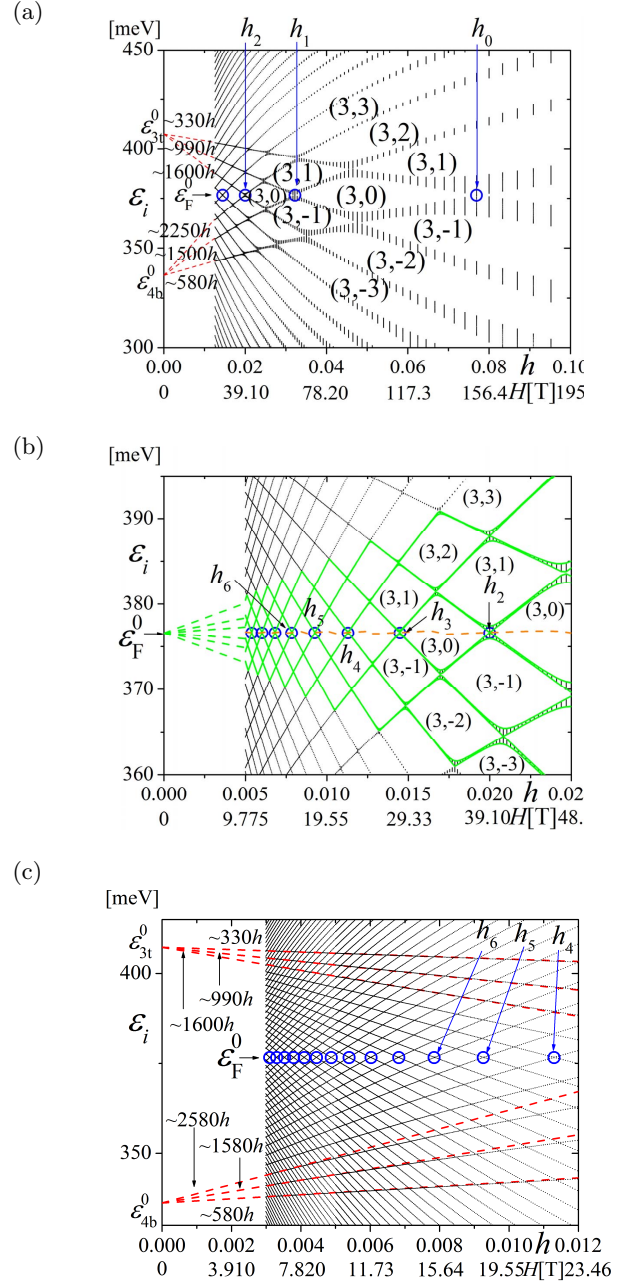 (a)
[meV]
h₂ h₁ h₀
450
400
350
300
εᵢ
ε⁰₃ₜ
~330h
~990h
~1600h
ε⁰F
~2250h
~1500h
~580h
ε⁰₄b
(3,3)
(3,2)
(3,1) (3,1)
(3,0) (3,0)
(3,-1) (3,-1)
(3,-2)
(3,-3)
0.00 0.02 0.04 0.06 0.08 h 0.10
0 39.10 78.20 117.3 156.4 H[T] 195
(b)
[meV]
390
380
370
360
εᵢ
ε⁰F
(3,3)
(3,2)
(3,1)
h₆ h₅ h₂
(3,1) h₃ (3,0)
h₄ (3,0)
(3,-1) (3,-1)
(3,-2)
(3,-3)
0.000 0.005 0.010 0.015 0.020 h 0.02
0 9.775 19.55 29.33 39.10 H[T] 48.
(c)
[meV]
h₆ h₅ h₄
ε⁰₃ₜ
~330h
400
~990h
~1600h
εᵢ
ε⁰F
~2580h
~1580h
350
~580h
ε⁰₄b
0.000 0.002 0.004 0.006 0.008 0.010 h 0.012
0 3.910 7.820 11.73 15.64 19.55 H[T] 23.46